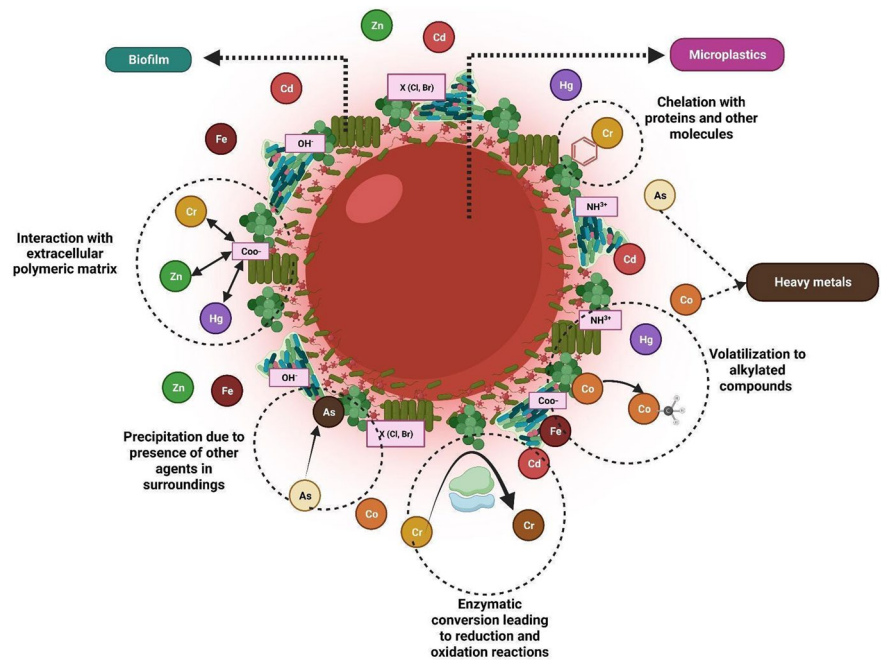 Zn
Cd
Biofilm
Microplastics
Cd
X (Cl, Br)
Hg
Chelation with
proteins and other
molecules
Fe
OH⁻
Cr
Cr
NH³⁺
As
Interaction with
extracellular
polymeric matrix
Coo-
Zn
Cd
Heavy metals
Hg
Co
NH³⁺
Hg
Volatilization to
alkylated
compounds
Zn
Fe
OH⁻
Co
Co
C
Coo-
As
X (Cl, Br)
Fe
Precipitation due to
presence of other
agents in
surroundings
Cd
As
Co
Cr
Cr
Enzymatic
conversion leading
to reduction and
oxidation reactions